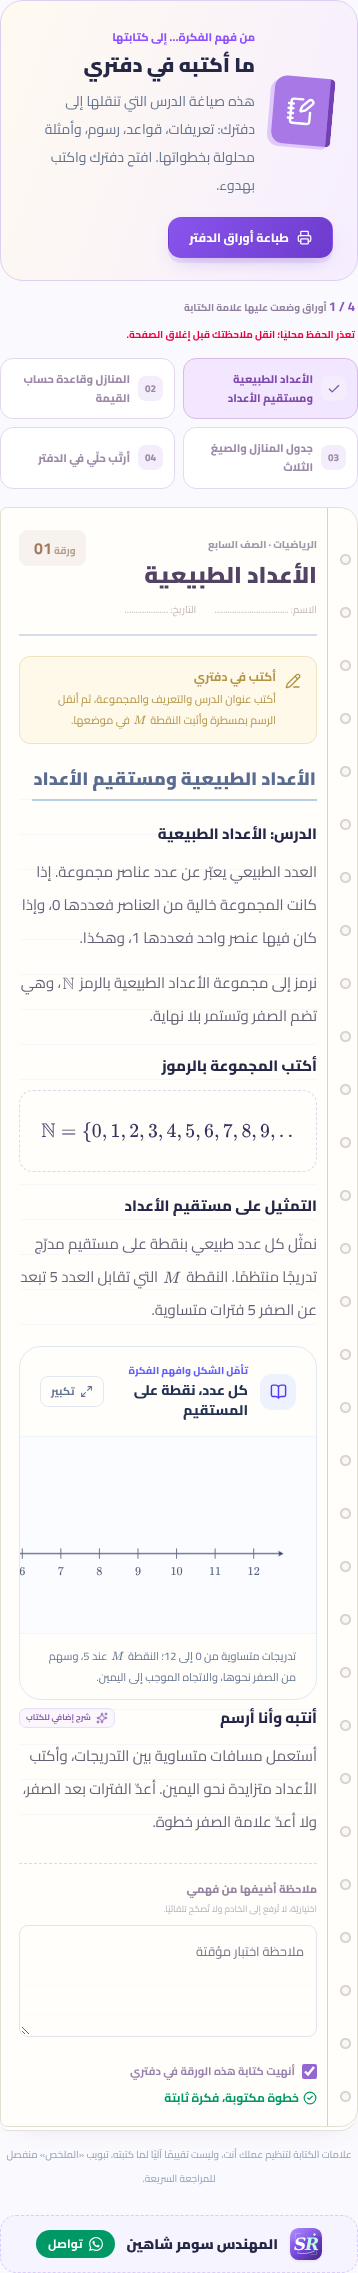 من فهم الفكرة... إلى كتابتها
ما أكتبه في دفتري
هذه صياغة الدرس التي تنقلها إلى
دفترك: تعريفات، قواعد، رسوم، وأمثلة
محلولة بخطواتها. افتح دفترك واكتب
بهدوء.
طباعة أوراق الدفتر
4 / 1 أوراق وضعت عليها علامة الكتابة
تعذر الحفظ محليًا؛ انقل ملاحظتك قبل إغلاق الصفحة.
الأعداد الطبيعية
ومستقيم الأعداد
02 المنازل وقاعدة حساب
القيمة
03 جدول المنازل والصيغ
الثلاث
04 أرتّب حلّي في الدفتر
الرياضيات · الصف السابع
ورقة 01
الأعداد الطبيعية
الاسم: .................................. التاريخ: ....................
أكتب في دفتري
أكتب عنوان الدرس والتعريف والمجموعة، ثم أنقل
الرسم بمسطرة وأثبت النقطة M في موضعها.
الأعداد الطبيعية ومستقيم الأعداد
الدرس: الأعداد الطبيعية
العدد الطبيعي يعبّر عن عدد عناصر مجموعة. إذا
كانت المجموعة خالية من العناصر فعددها 0، وإذا
كان فيها عنصر واحد فعددها 1، وهكذا.
نرمز إلى مجموعة الأعداد الطبيعية بالرمز ℕ، وهي
تضم الصفر وتستمر بلا نهاية.
أكتب المجموعة بالرموز
ℕ = {0, 1, 2, 3, 4, 5, 6, 7, 8, 9, . .
التمثيل على مستقيم الأعداد
نمثّل كل عدد طبيعي بنقطة على مستقيم مدرّج
تدريجًا منتظمًا. النقطة M التي تقابل العدد 5 تبعد
عن الصفر 5 فترات متساوية.
تأمّل الشكل وافهم الفكرة
كل عدد، نقطة على
المستقيم
تكبير
6 7 8 9 10 11 12
تدريجات متساوية من 0 إلى 12؛ النقطة M عند 5، وسهم
من الصفر نحوها، والاتجاه الموجب إلى اليمين.
أنتبه وأنا أرسم
شرح إضافي للكتاب
أستعمل مسافات متساوية بين التدريجات، وأكتب
الأعداد متزايدة نحو اليمين. أعدّ الفترات بعد الصفر،
ولا أعدّ علامة الصفر خطوة.
ملاحظة أضيفها من فهمي
اختيارية، لا تُرفع إلى الخادم ولا تُصحّح تلقائيًا.
ملاحظة اختبار مؤقتة
أنهيت كتابة هذه الورقة في دفتري
خطوة مكتوبة، فكرة ثابتة
علامات الكتابة لتنظيم عملك أنت، وليست تقييمًا آليًا لما كتبته. تبويب «الملخص» منفصل
للمراجعة السريعة.
SR المهندس سومر شاهين
تواصل